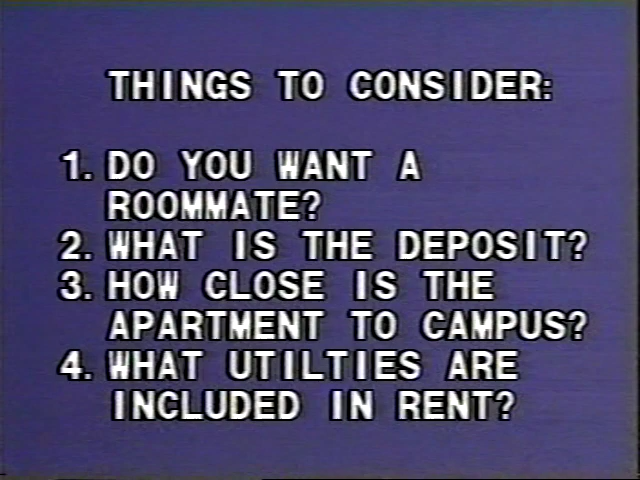 THINGS TO CONSIDER:
1. DO YOU WANT A
ROOMMATE?
2. WHAT IS THE DEPOSIT?
3. HOW CLOSE IS THE
APARTMENT TO CAMPUS?
4. WHAT UTILTIES ARE
INCLUDED IN RENT?